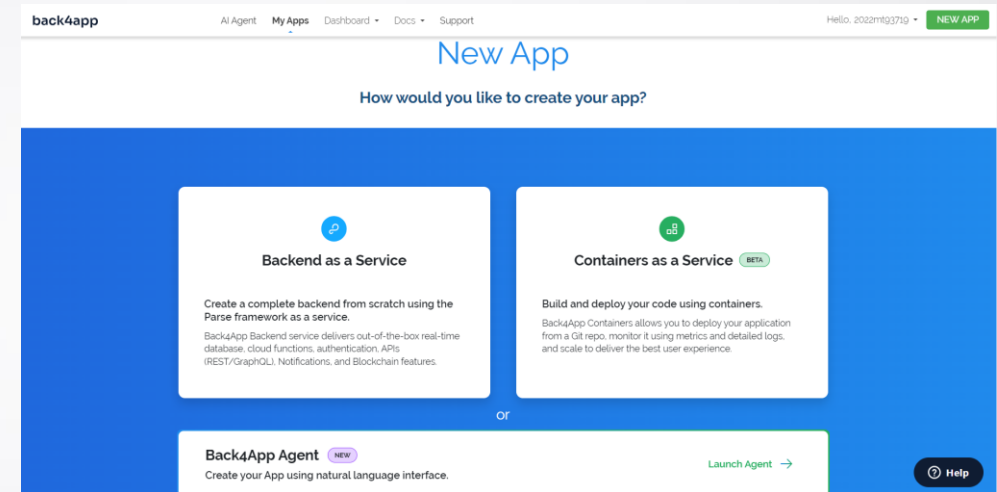 back4app
AI Agent
My Apps
Dashboard
Docs
Support
Hello, 2022mt93719
NEW APP
New App
How would you like to create your app?
Backend as a Service
Create a complete backend from scratch using the
Parse framework as a service.
Back4App Backend service delivers out-of-the-box real-time
database, cloud functions, authentication, APIs
(REST/GraphQL), Notifications, and Blockchain features.
Containers as a Service BETA
Build and deploy your code using containers.
Back4App Containers allows you to deploy your application
from a Git repo, monitor it using metrics and detailed logs,
and scale to deliver the best user experience.
or
Back4App Agent NEW
Create your App using natural language interface.
Launch Agent
Help